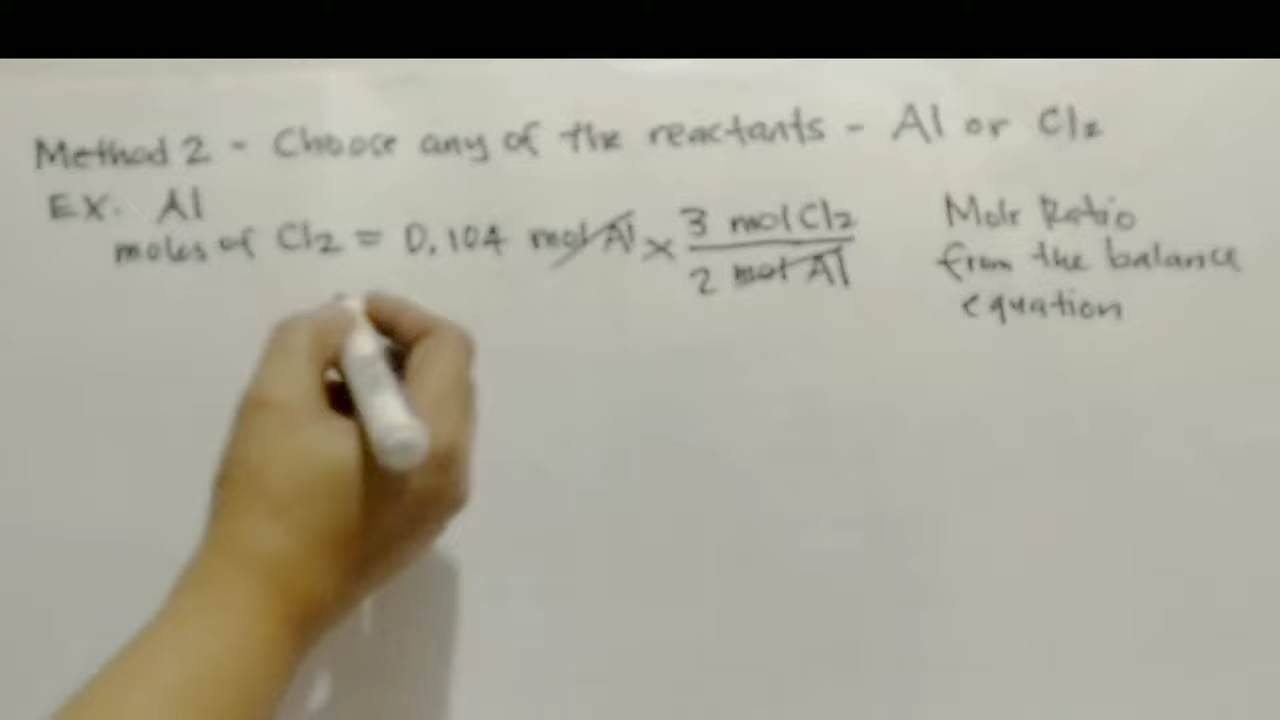 Method 2 - Choose any of the reactants - Al or Cl₂
EX. Al
moles of Cl₂ = 0.104 mol Al × 3 mol Cl₂ / 2 mol Al
Mole Ratio
from the balance
equation